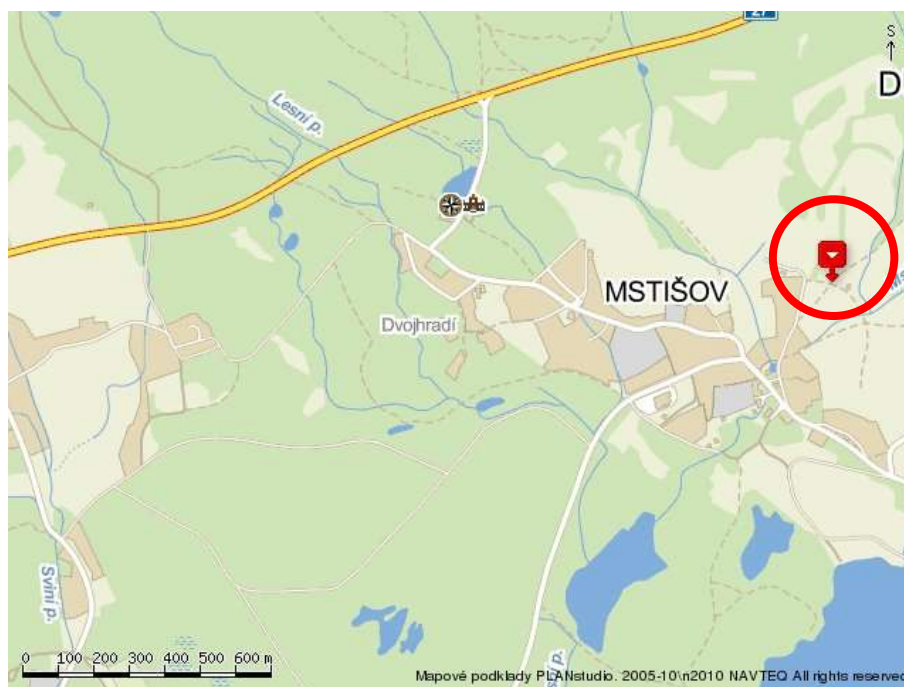 27
S
D
Lesní p.
MSTIŠOV
Dvojhradí
Sviní p.
0 100 200 300 400 500 600 m
Mapové podklady PLANstudio. 2005-10\n2010 NAVTEQ All rights reserved